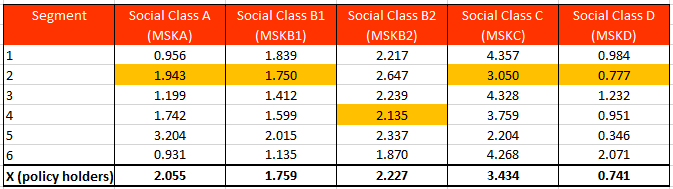 Segment Social Class A (MSKA) Social Class B1 (MSKB1) Social Class B2 (MSKB2) Social Class C (MSKC) Social Class D (MSKD)
1 0.956 1.839 2.217 4.357 0.984
2 1.943 1.750 2.647 3.050 0.777
3 1.199 1.412 2.239 4.328 1.232
4 1.742 1.599 2.135 3.759 0.951
5 3.204 2.015 2.337 2.204 0.346
6 0.931 1.135 1.870 4.268 2.071
X (policy holders) 2.055 1.759 2.227 3.434 0.741